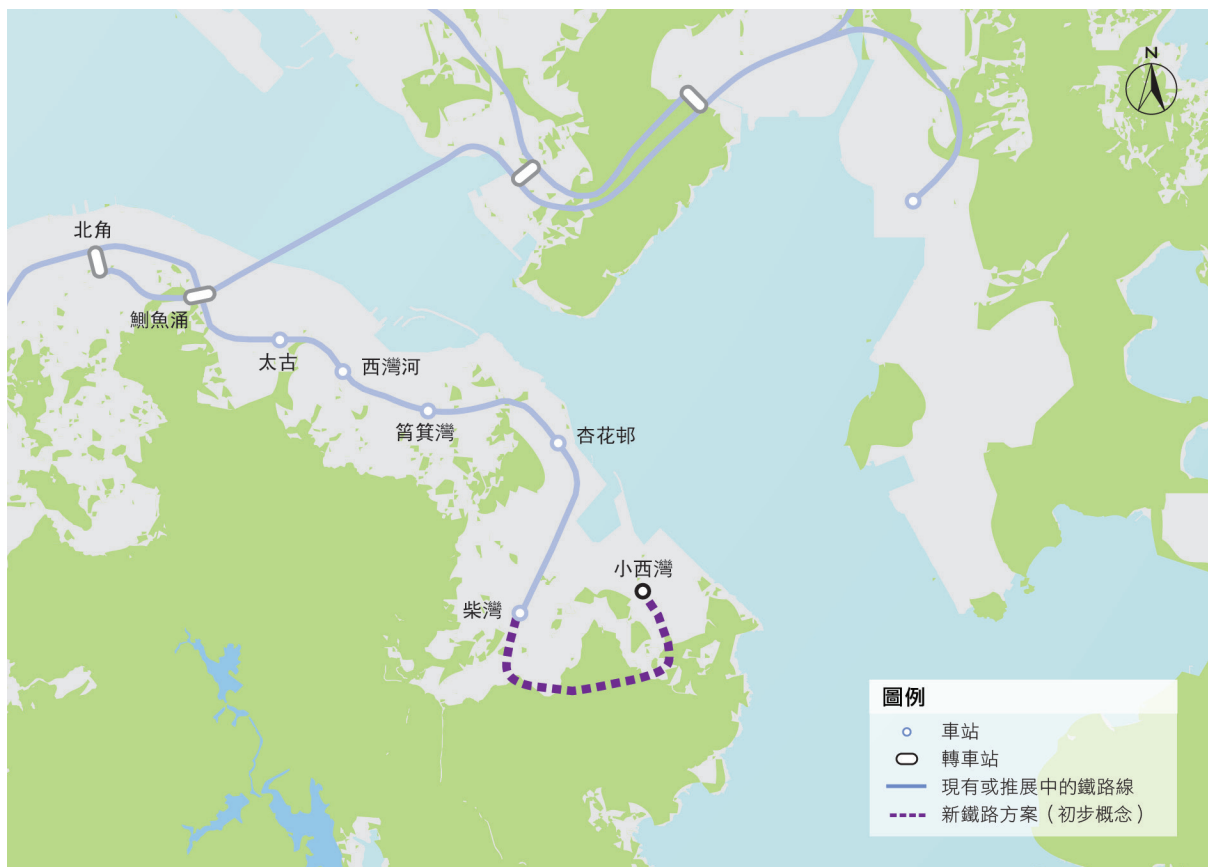 N
北角
鰂魚涌
太古
西灣河
筲箕灣
杏花邨
小西灣
柴灣
圖例
車站
轉車站
現有或推展中的鐵路線
新鐵路方案（初步概念）